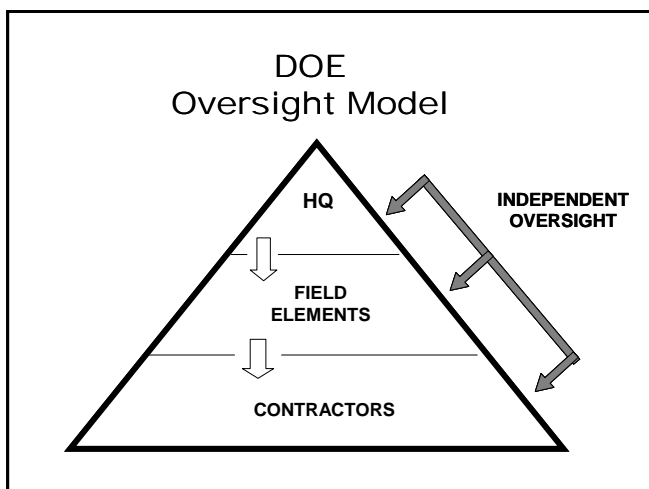 DOE
Oversight Model
HQ
INDEPENDENT
OVERSIGHT
FIELD
ELEMENTS
CONTRACTORS